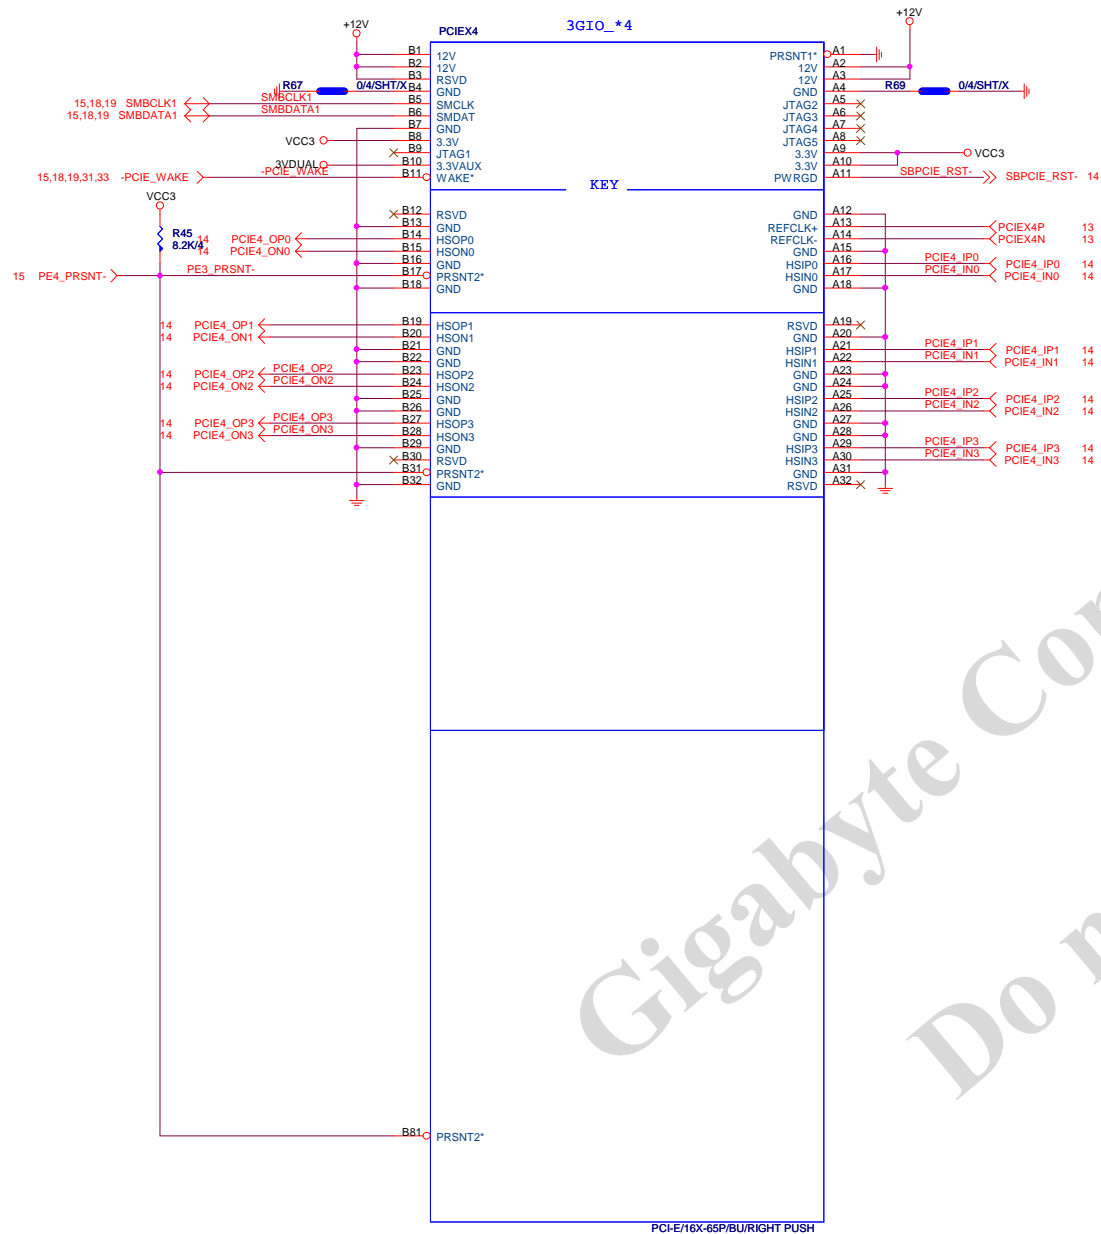 +12V
+12V
PCIEX4
3GIO_*4
B1 12V PRSNT1* A1
B2 12V 12V A2
B3 RSVD 12V A3
R67 0/4/SHT/X B4 GND GND A4 R69 0/4/SHT/X
15,18,19 SMBCLK1 SMBCLK1 B5 SMCLK JTAG2 A5
15,18,19 SMBDATA1 SMBDATA1 B6 SMDAT JTAG3 A6
B7 GND JTAG4 A7
VCC3 B8 3.3V JTAG5 A8
B9 JTAG1 3.3V A9 VCC3
3VDUAL B10 3.3VAUX 3.3V A10
15,18,19,31,33 -PCIE_WAKE -PCIE_WAKE B11 WAKE* PWRGD A11 SBPCIE_RST- SBPCIE_RST- 14
KEY
VCC3
B12 RSVD GND A12
R45 B13 GND REFCLK+ A13 PCIEX4P 13
8.2K/4
14 PCIE4_OP0 B14 HSOP0 REFCLK- A14 PCIEX4N 13
14 PCIE4_ON0 B15 HSON0 GND A15
B16 GND HSIP0 A16 PCIE4_IP0 PCIE4_IP0 14
15 PE4_PRSNT- PE3_PRSNT- B17 PRSNT2* HSIN0 A17 PCIE4_IN0 PCIE4_IN0 14
B18 GND GND A18
14 PCIE4_OP1 B19 HSOP1 RSVD A19
14 PCIE4_ON1 B20 HSON1 GND A20
B21 GND HSIP1 A21 PCIE4_IP1 PCIE4_IP1 14
B22 GND HSIN1 A22 PCIE4_IN1 PCIE4_IN1 14
14 PCIE4_OP2 PCIE4_OP2 B23 HSOP2 GND A23
14 PCIE4_ON2 PCIE4_ON2 B24 HSON2 GND A24
B25 GND HSIP2 A25 PCIE4_IP2 PCIE4_IP2 14
B26 GND HSIN2 A26 PCIE4_IN2 PCIE4_IN2 14
14 PCIE4_OP3 PCIE4_OP3 B27 HSOP3 GND A27
14 PCIE4_ON3 PCIE4_ON3 B28 HSON3 GND A28
B29 GND HSIP3 A29 PCIE4_IP3 PCIE4_IP3 14
B30 RSVD HSIN3 A30 PCIE4_IN3 PCIE4_IN3 14
B31 PRSNT2* GND A31
B32 GND RSVD A32
Gigabyte Con
Do n
B81 PRSNT2*
PCI-E/16X-65P/BU/RIGHT PUSH